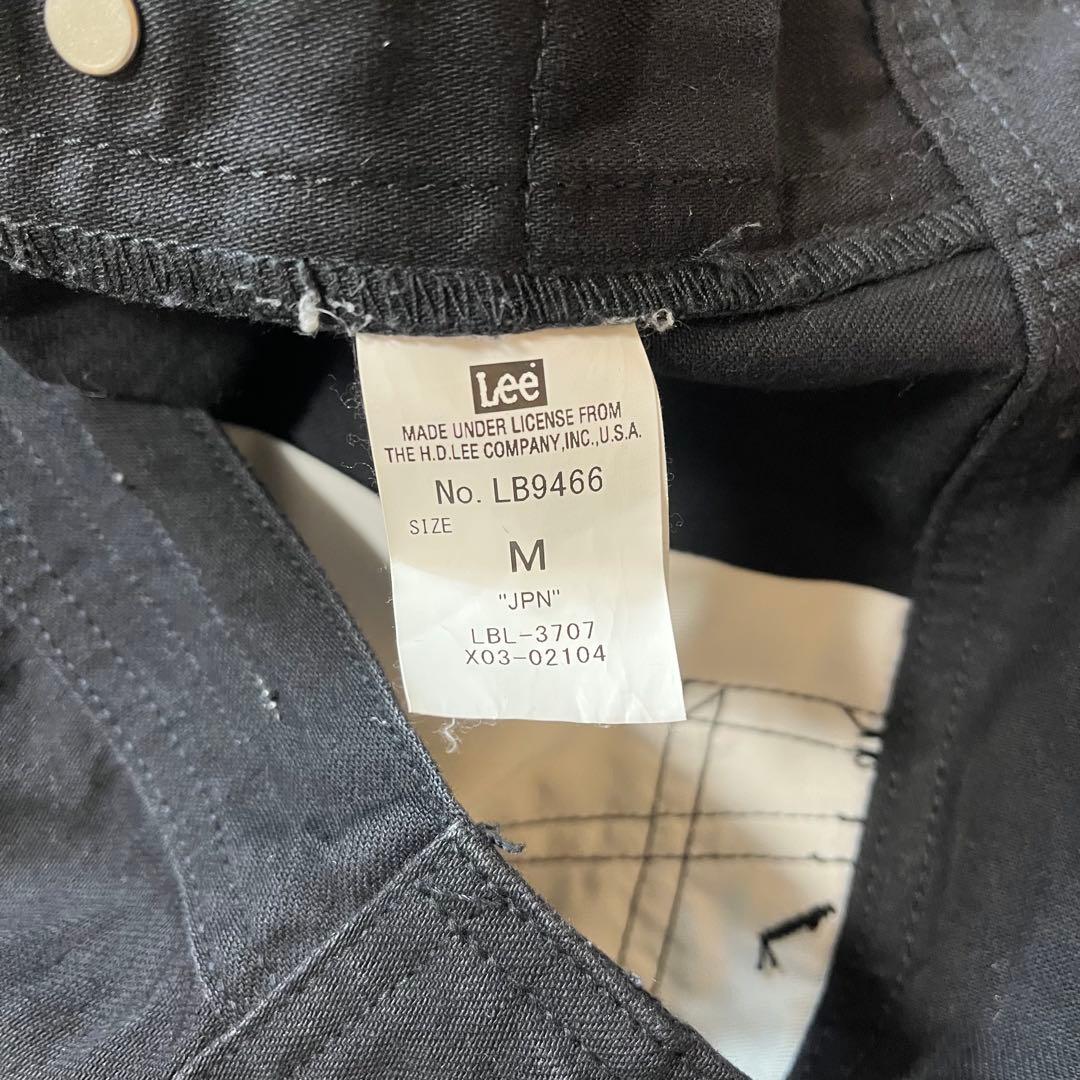 Lee
MADE UNDER LICENSE FROM
THE H.D.LEE COMPANY,INC.,U.S.A.
No. LB9466
SIZE
M
"JPN"
LBL-3707
X03-02104